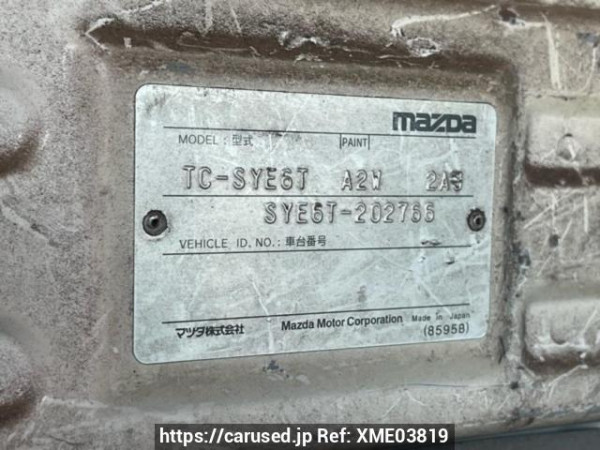 mazda
MODEL : 型式 PAINT
TC-SYE6T A2W 2A5
SYE6T-202766
VEHICLE ID. NO. : 車台番号
マツダ株式会社 Mazda Motor Corporation Made in Japan
(85958)
https://carused.jp Ref: XME03819